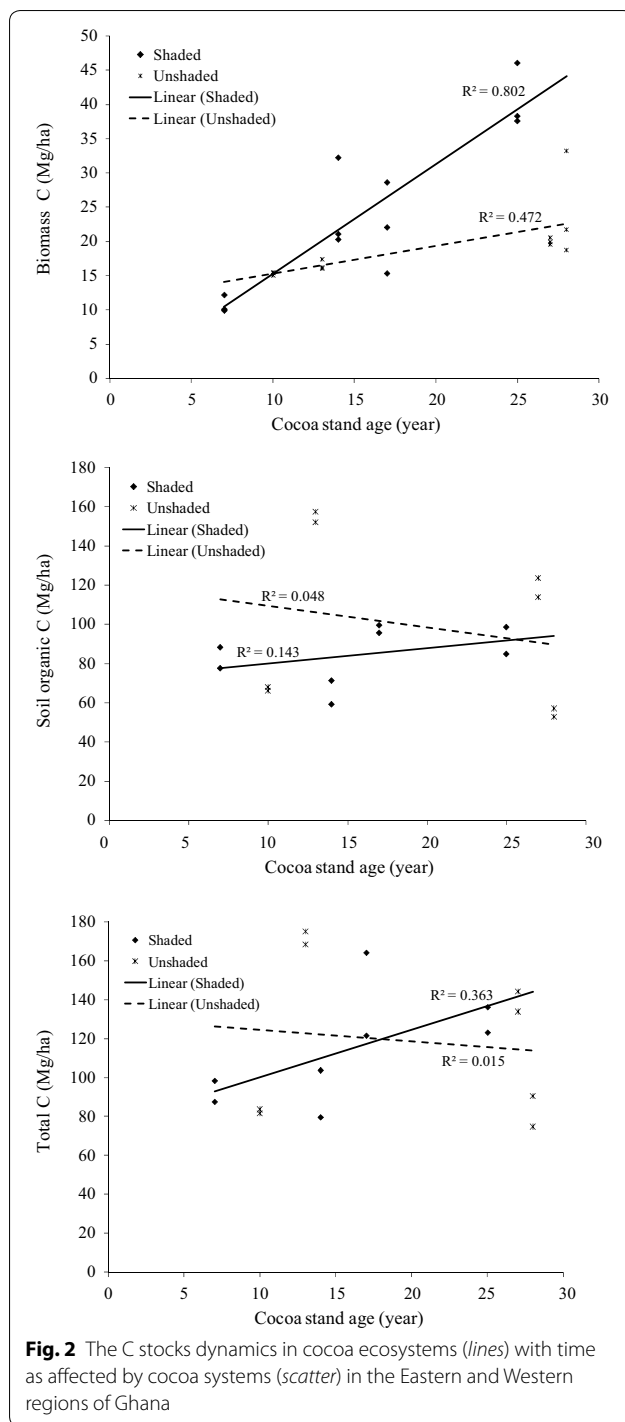 50
45
40
35
30
25
20
15
10
5
0
Biomass C (Mg/ha)
Shaded
Unshaded
Linear (Shaded)
Linear (Unshaded)
R² = 0.802
R² = 0.472
0 5 10 15 20 25 30
Cocoa stand age (year)
180
160
140
120
100
80
60
40
20
0
Soil organic C (Mg/ha)
Shaded
Unshaded
Linear (Shaded)
Linear (Unshaded)
R² = 0.048
R² = 0.143
0 5 10 15 20 25 30
Cocoa stand age (year)
180
160
140
120
100
80
60
40
20
0
Total C (Mg/ha)
Shaded
Unshaded
Linear (Shaded)
Linear (Unshaded)
R² = 0.363
R² = 0.015
0 5 10 15 20 25 30
Cocoa stand age (year)
Fig. 2 The C stocks dynamics in cocoa ecosystems (lines) with time
as affected by cocoa systems (scatter) in the Eastern and Western
regions of Ghana